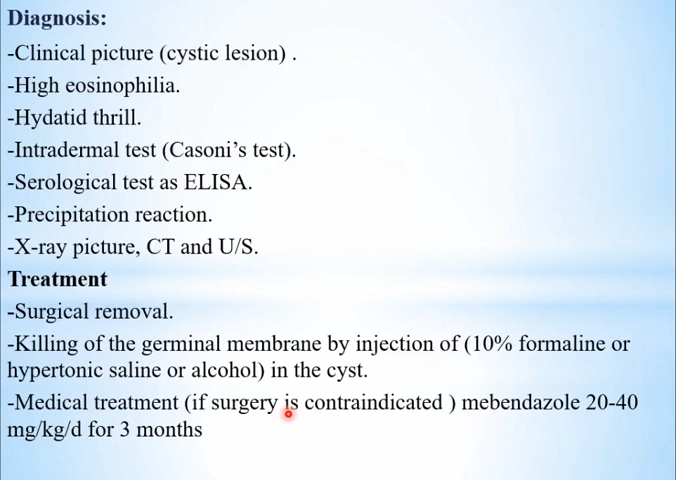 Diagnosis:
-Clinical picture (cystic lesion) .
-High eosinophilia.
-Hydatid thrill.
-Intradermal test (Casoni’s test).
-Serological test as ELISA.
-Precipitation reaction.
-X-ray picture, CT and U/S.
Treatment
-Surgical removal.
-Killing of the germinal membrane by injection of (10% formaline or
hypertonic saline or alcohol) in the cyst.
-Medical treatment (if surgery is contraindicated ) mebendazole 20-40
mg/kg/d for 3 months